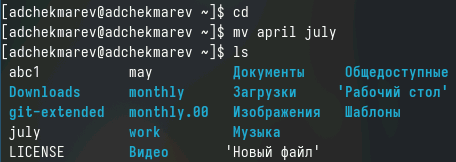 [adchekmarev@adchekmarev ~]$ cd
[adchekmarev@adchekmarev ~]$ mv april july
[adchekmarev@adchekmarev ~]$ ls
abc1 may Документы Общедоступные
Downloads monthly Загрузки 'Рабочий стол'
git-extended monthly.00 Изображения Шаблоны
july work Музыка
LICENSE Видео 'Новый файл'